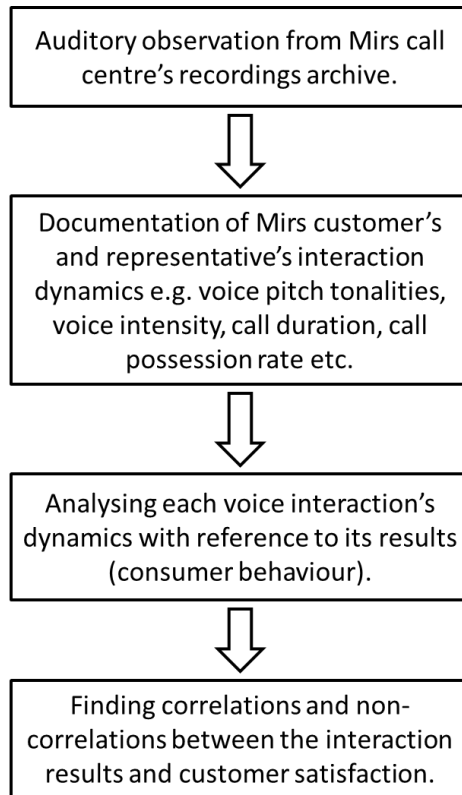 Auditory observation from Mirs call
centre’s recordings archive.
Documentation of Mirs customer’s
and representative’s interaction
dynamics e.g. voice pitch tonalities,
voice intensity, call duration, call
possession rate etc.
Analysing each voice interaction’s
dynamics with reference to its results
(consumer behaviour).
Finding correlations and non-
correlations between the interaction
results and customer satisfaction.